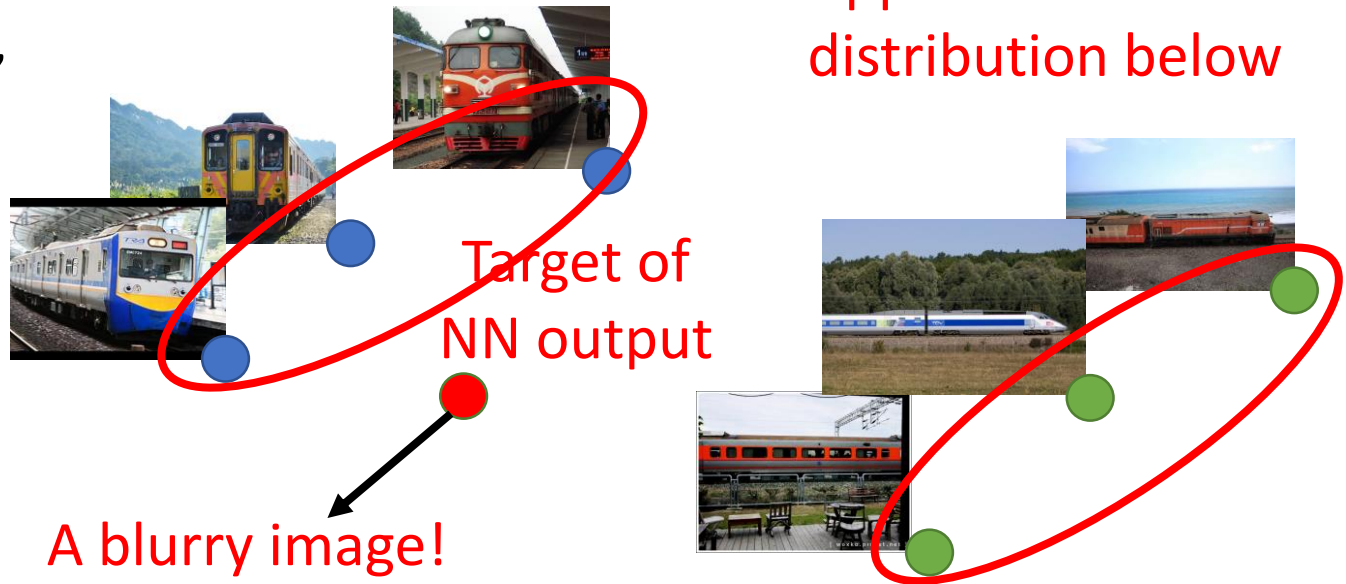 distribution below
Target of
NN output
A blurry image!